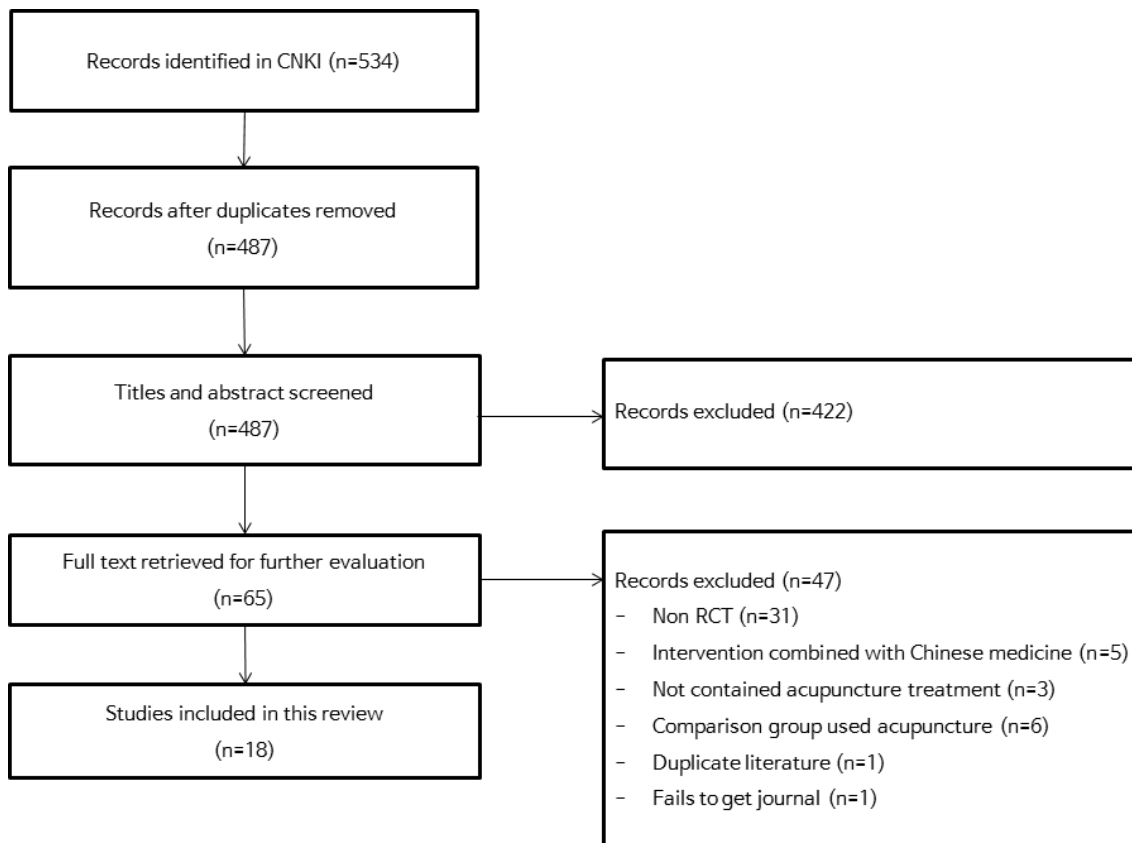 Records identified in CNKI (n=534)
Records after duplicates removed
(n=487)
Titles and abstract screened
(n=487)
Records excluded (n=422)
Full text retrieved for further evaluation
(n=65)
Records excluded (n=47)
- Non RCT (n=31)
- Intervention combined with Chinese medicine (n=5)
- Not contained acupuncture treatment (n=3)
- Comparison group used acupuncture (n=6)
- Duplicate literature (n=1)
- Fails to get journal (n=1)
Studies included in this review
(n=18)